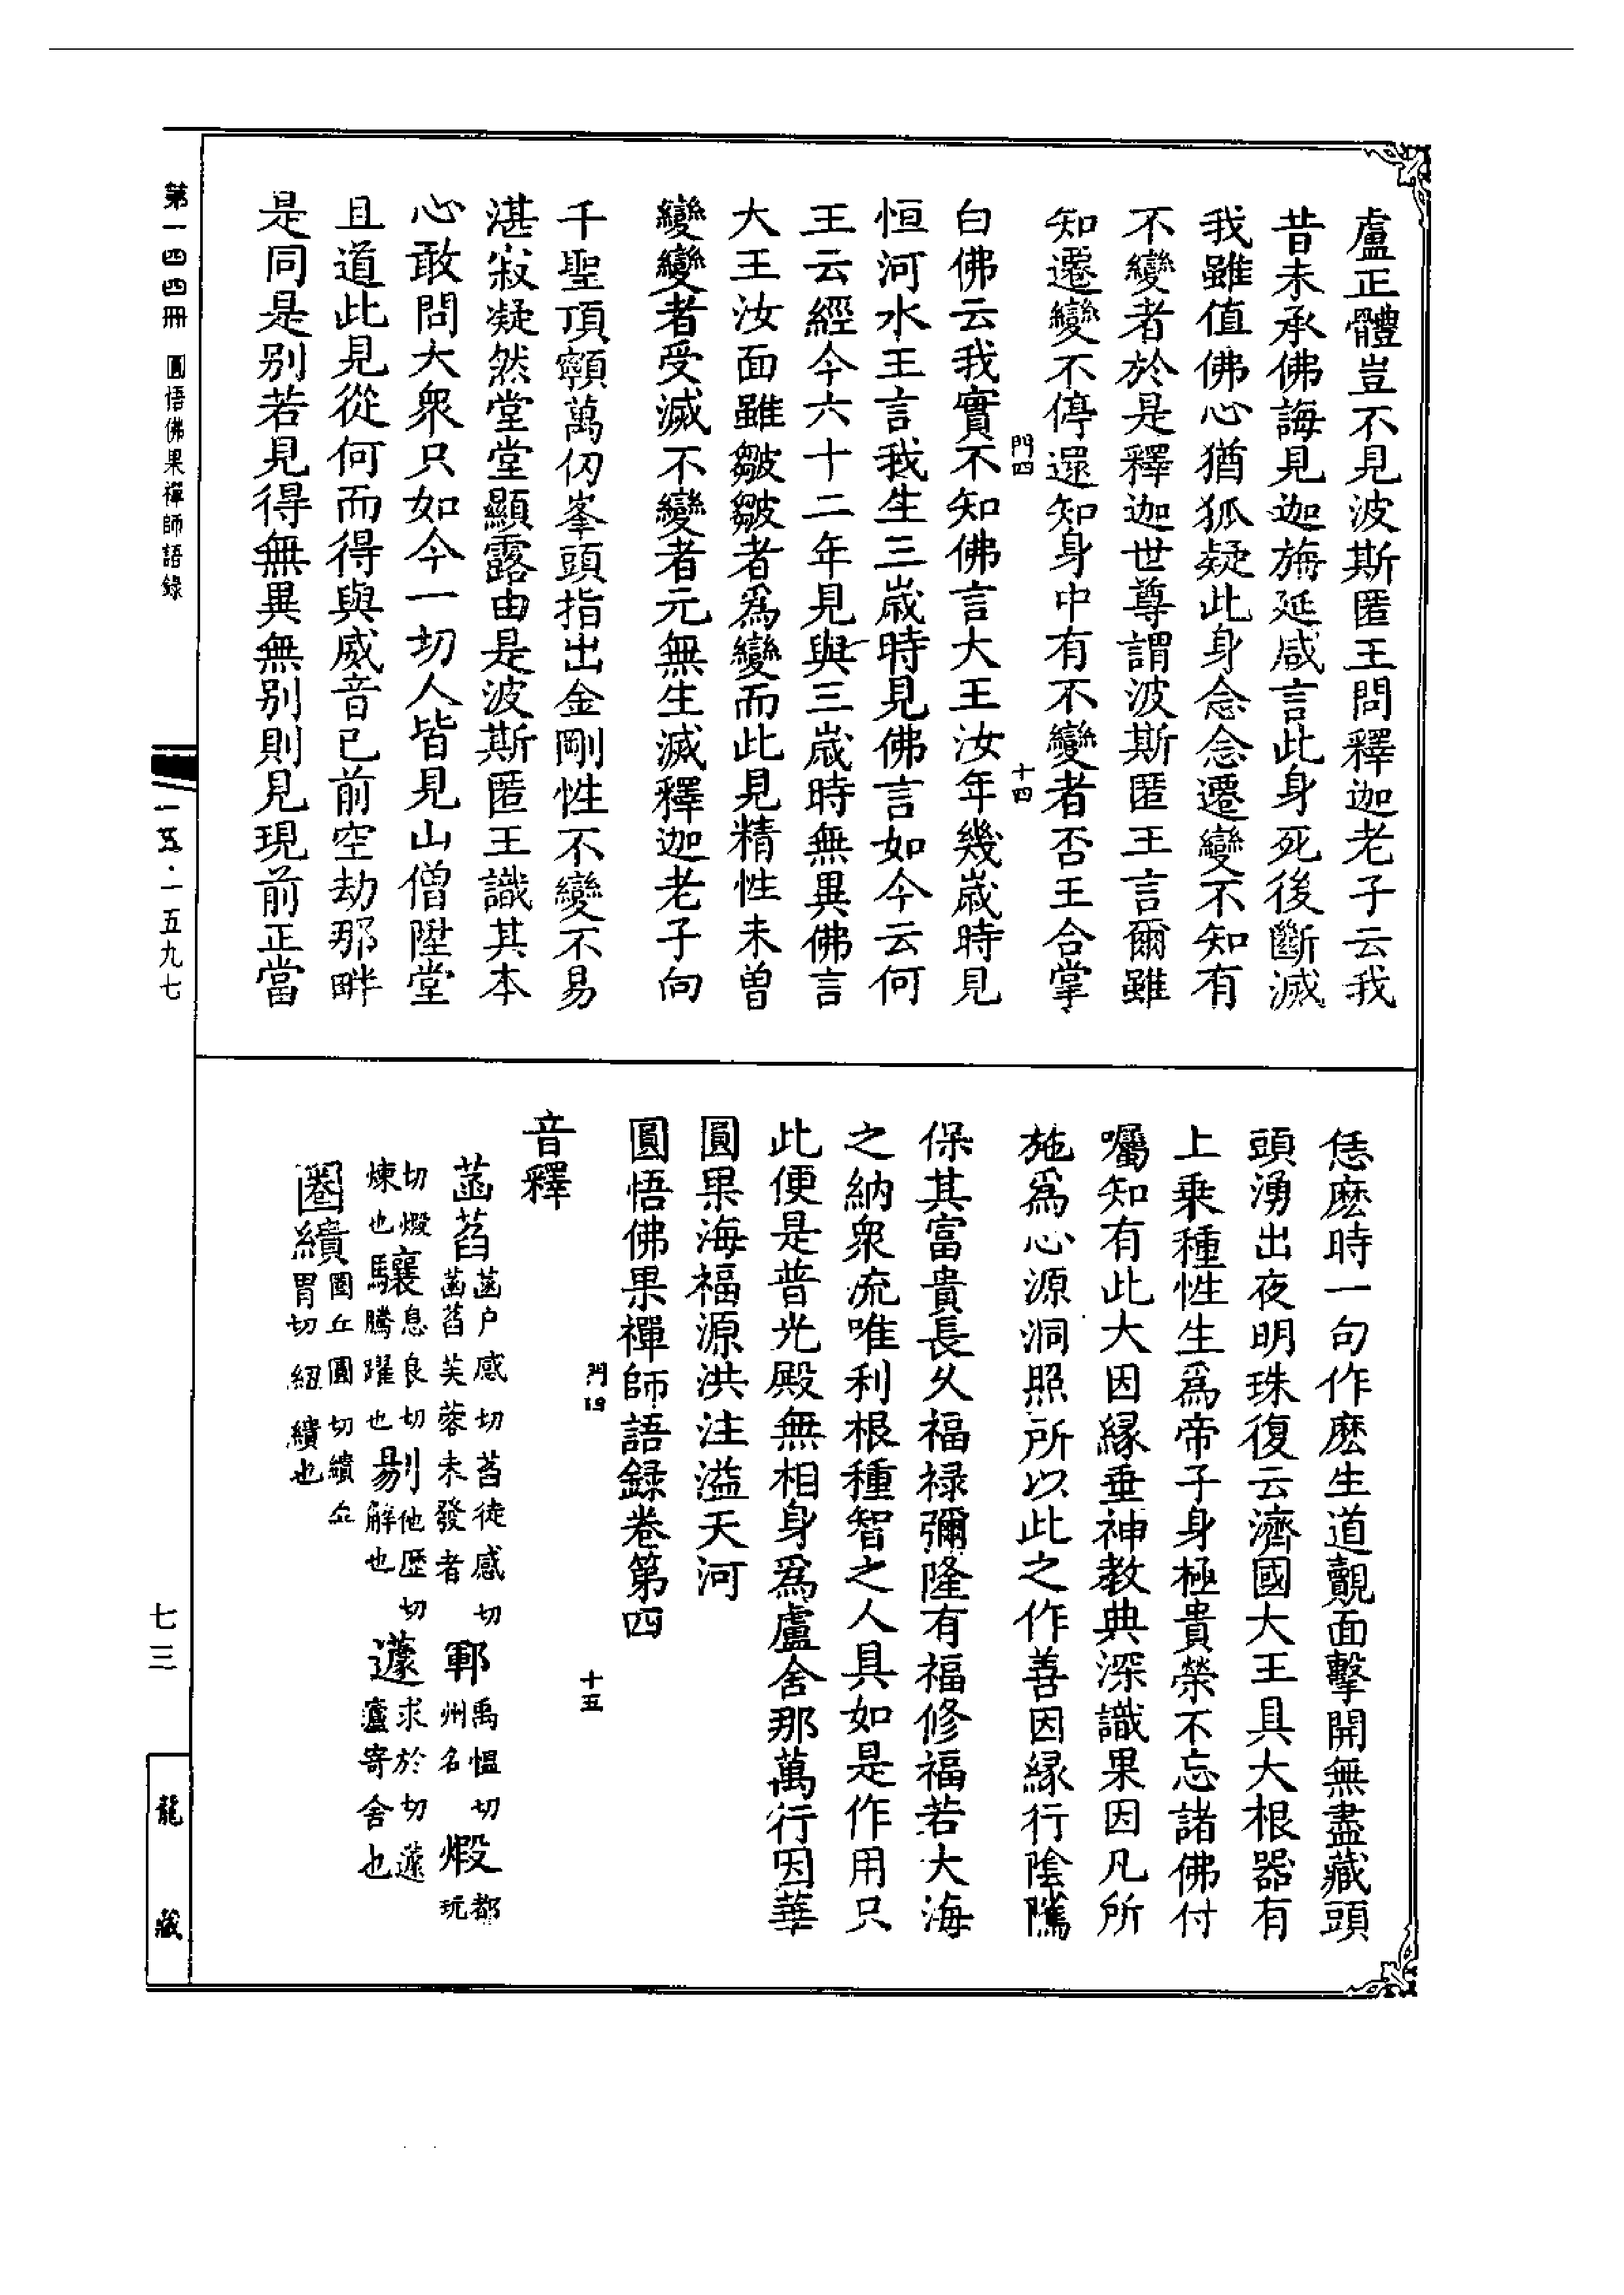 盧正體豈不見波斯匿王問釋迦老子云我
昔未承佛誨見迦旃延咸言此身死後斷滅
我雖值佛心猶狐疑此身念念遷變不知有
不變者於是釋迦世尊謂波斯匿王言爾雖
知遷變不停還知身中有不變者否王合掌
門四
十四
白佛云我實不知佛言大王汝年幾歲時見
恒河水王言我生三歲時見佛言如今云何
王云經今六十二年見與三歲時無異佛言
大王汝面雖皺皺者爲變而此見精性未曾
變變者受滅不變者元無生滅釋迦老子向
千聖頂𩕳萬仞峯頭指出金剛性不變不易
湛寂凝然堂堂顯露由是波斯匿王識其本
心敢問大衆只如今一切人皆見山僧陞堂
且道此見從何而得與威音已前空劫那畔
是同是别若見得無異無别則見現前正當
恁麽時一句作麽生道覿面擊開無盡藏頭
頭湧出夜明珠復云濟國大王具大根器有
上乘種性生爲帝子身極貴榮不忘諸佛付
囑知有此大因縁垂神教典深識果因凡所
施爲心源洞照所以此之作善因縁行陰騭
保其富貴長久福禄彌隆有福修福若大海
之納衆流唯利根種智之人具如是作用只
此便是普光殿無相身爲盧舍那萬行因華
圓果海福源洪注溢天河
圓悟佛果禪師語録卷第四
門四
十五
音釋
菡萏菡户感切萏徒感切菡萏芙蓉未發者 鄆禹愠切州名 煅都玩
切煅煉也 驤息良切騰躍也 剔他歷切解也 蘧求於切蘧廬寄舍也
圈繢圈丘圓切繢丘胃切紐繢也
第一四四冊 圓悟佛果禪師語錄
一五·一五九七
七三
龍藏